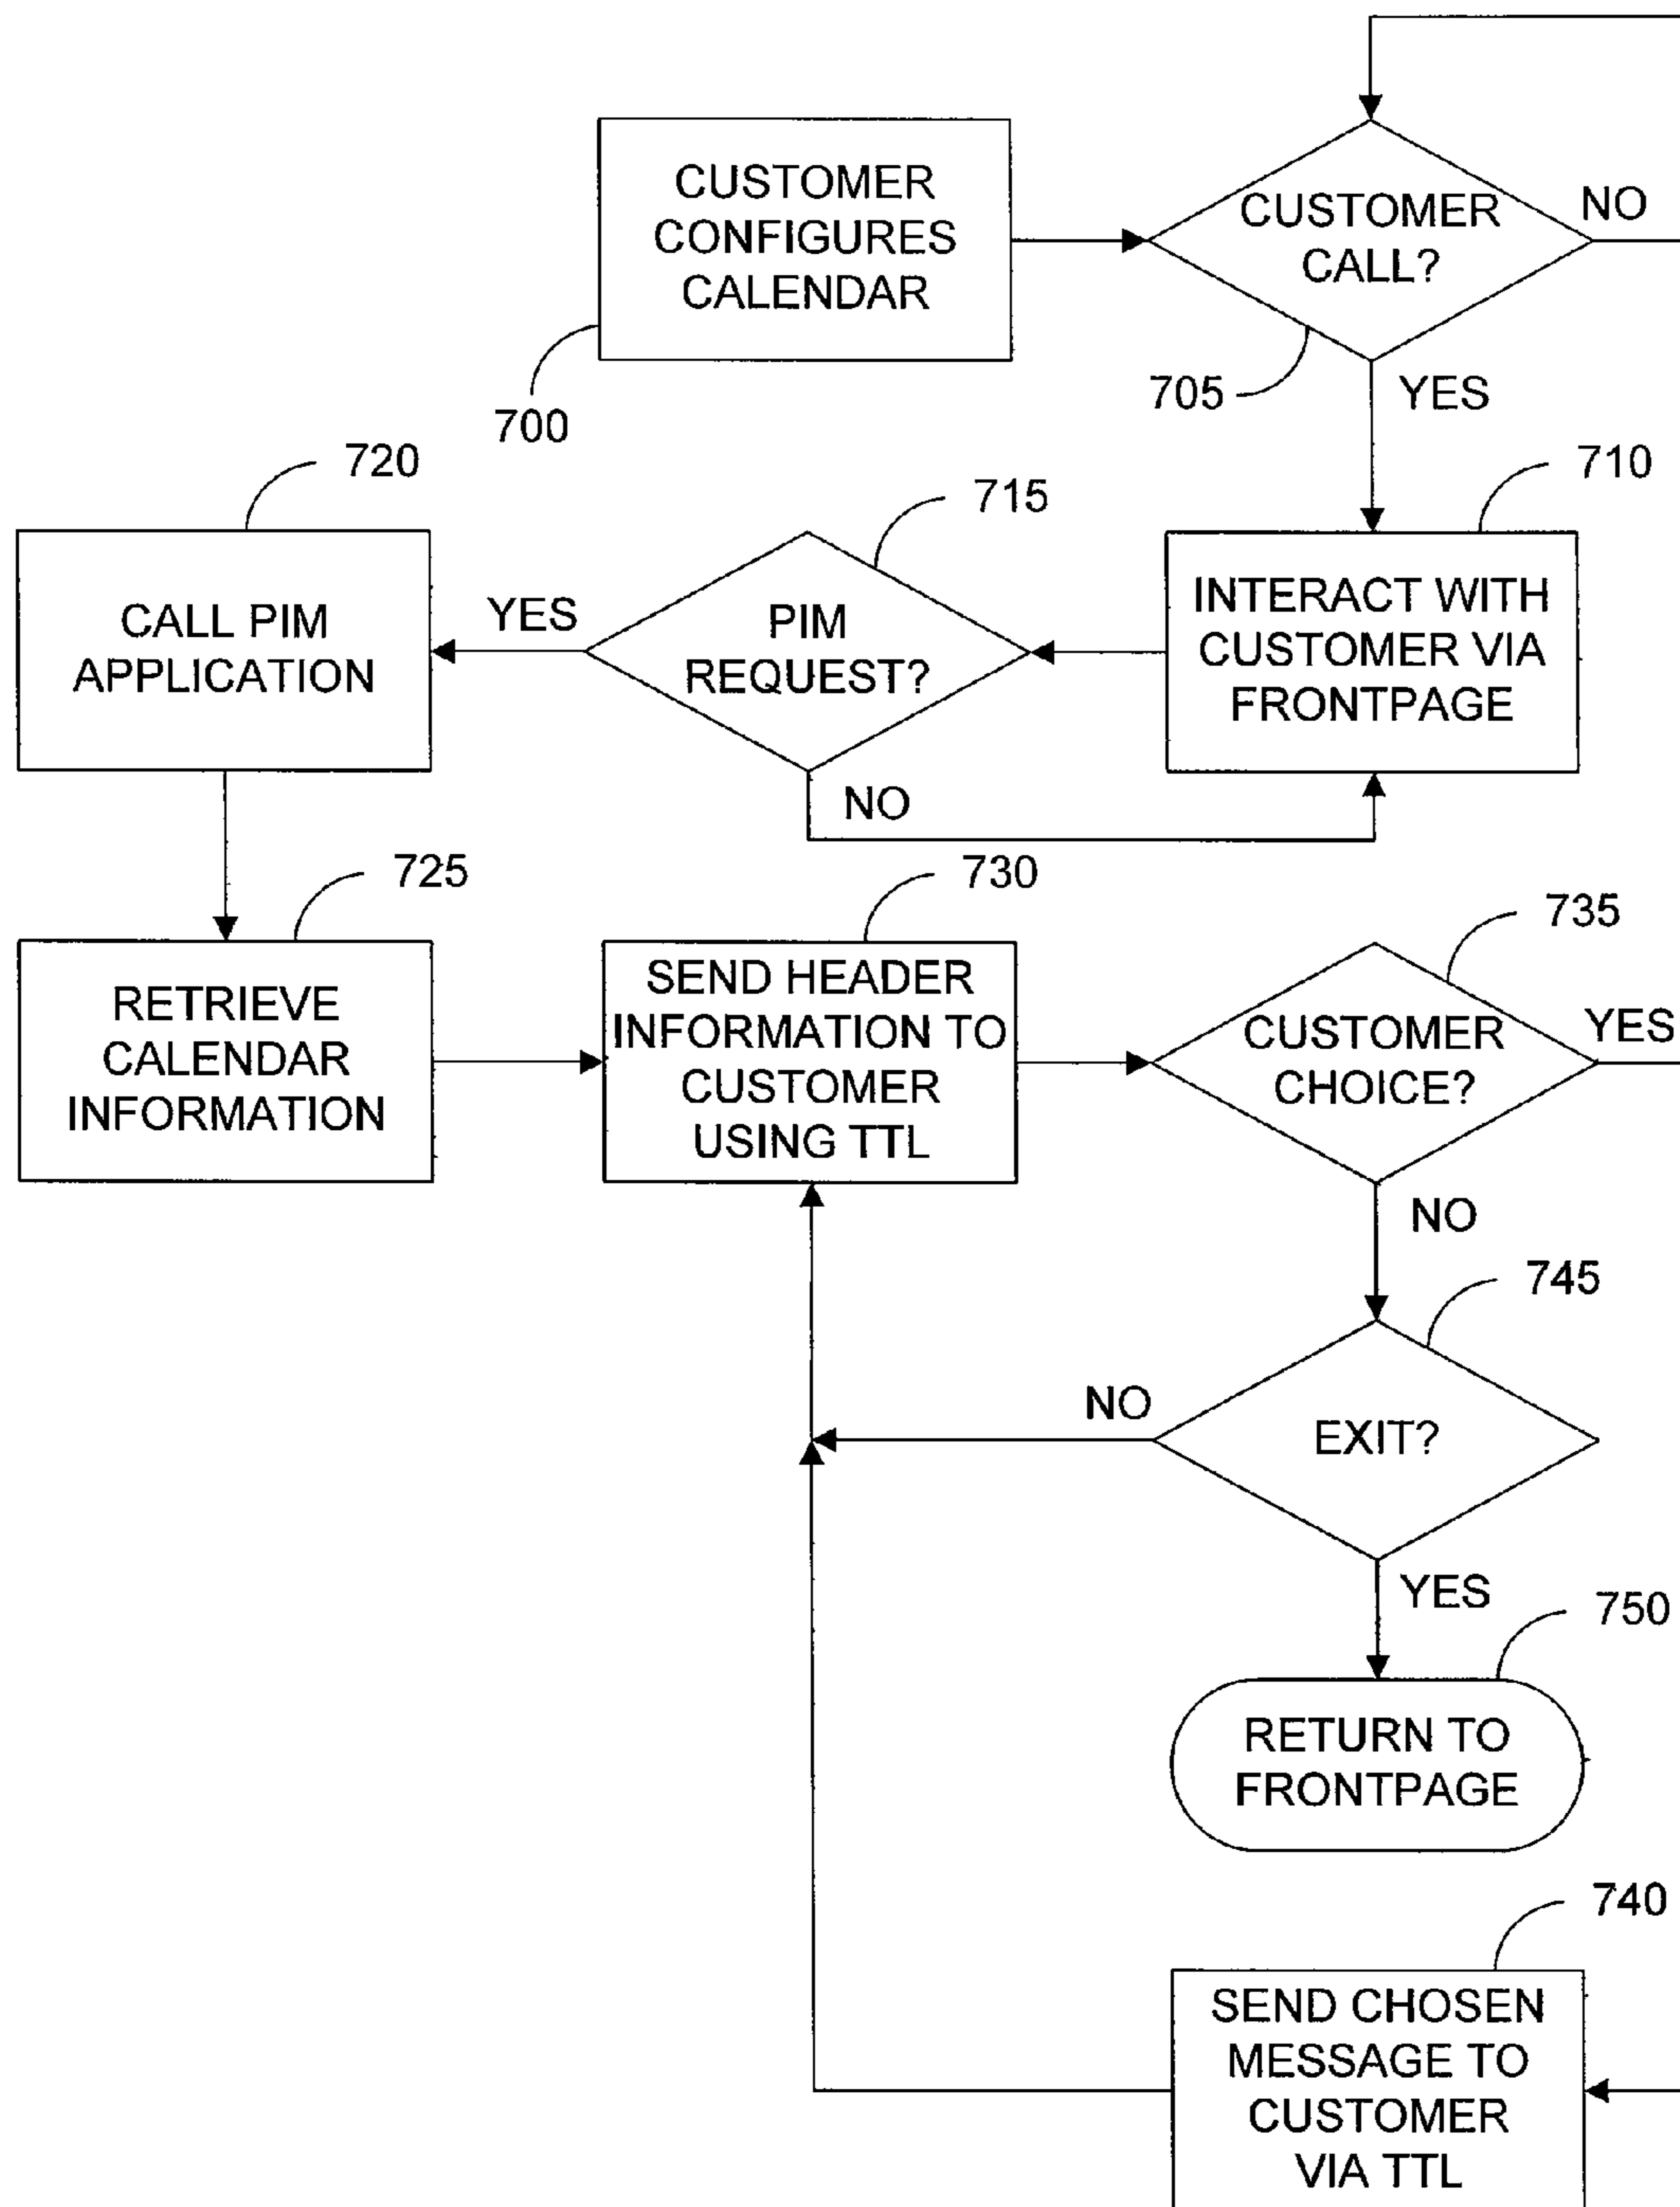 CUSTOMER
CONFIGURES
CALENDAR
700
CUSTOMER
CALL?
NO
705
YES
720
CALL PIM
APPLICATION
YES
715
PIM
REQUEST?
NO
710
INTERACT WITH
CUSTOMER VIA
FRONTPAGE
725
RETRIEVE
CALENDAR
INFORMATION
730
SEND HEADER
INFORMATION TO
CUSTOMER
USING TTL
735
CUSTOMER
CHOICE?
YES
NO
745
EXIT?
NO
YES
750
RETURN TO
FRONTPAGE
740
SEND CHOSEN
MESSAGE TO
CUSTOMER
VIA TTL